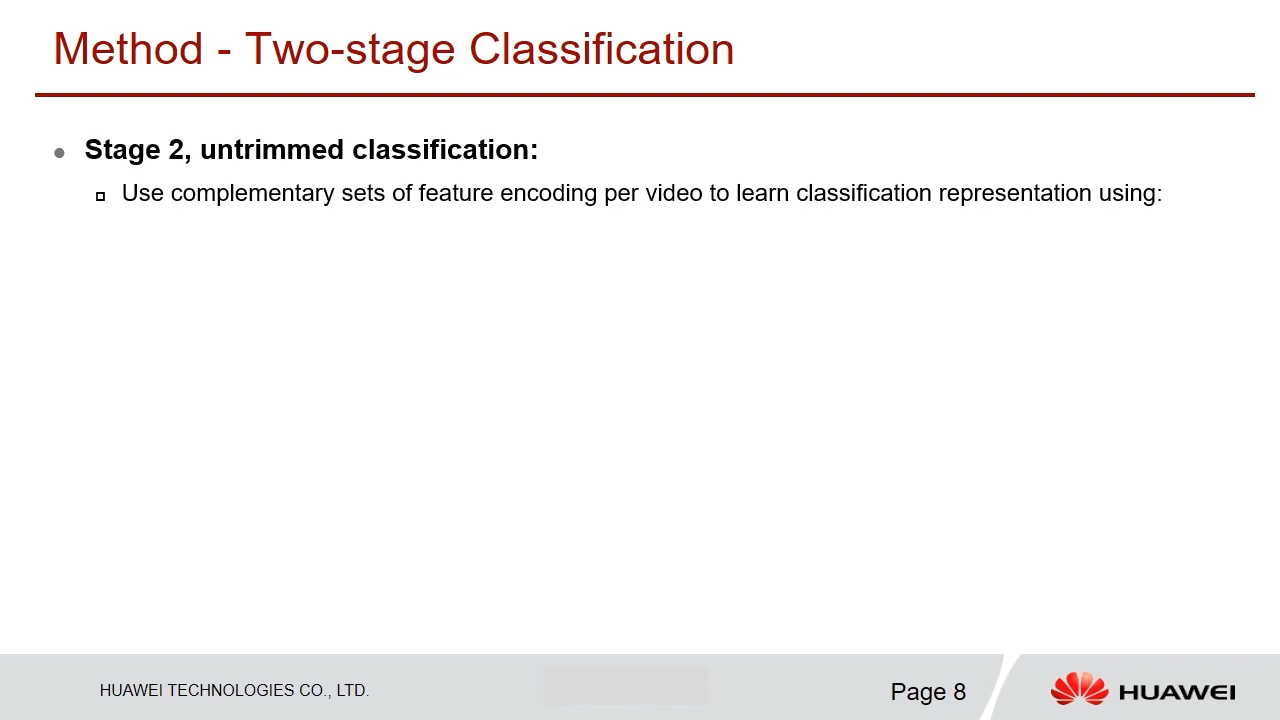 Method - Two-stage Classification
Stage 2, untrimmed classification:
Use complementary sets of feature encoding per video to learn classification representation using:
HUAWEI TECHNOLOGIES CO., LTD.
Page 8
HUAWEI